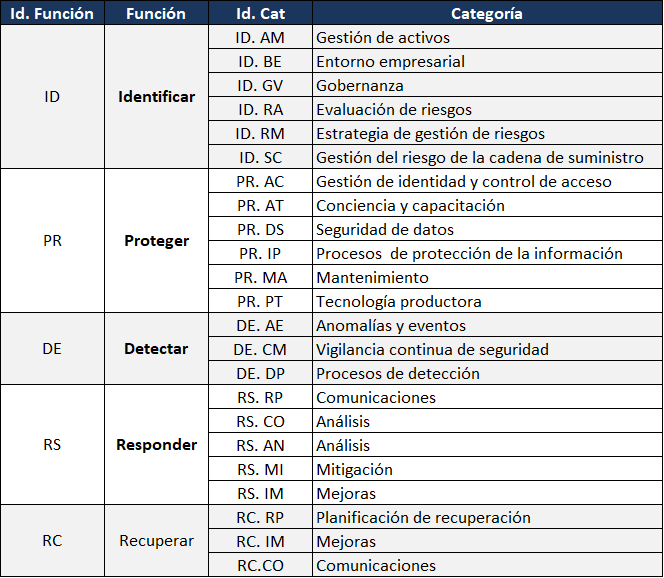 Id. Función Función Id. Cat Categoría
ID Identificar ID. AM Gestión de activos
ID. BE Entorno empresarial
ID. GV Gobernanza
ID. RA Evaluación de riesgos
ID. RM Estrategia de gestión de riesgos
ID. SC Gestión del riesgo de la cadena de suministro
PR Proteger PR. AC Gestión de identidad y control de acceso
PR. AT Conciencia y capacitación
PR. DS Seguridad de datos
PR. IP Procesos  de protección de la información
PR. MA Mantenimiento
PR. PT Tecnología productora
DE Detectar DE. AE Anomalías y eventos
DE. CM Vigilancia continua de seguridad
DE. DP Procesos de detección
RS Responder RS. RP Comunicaciones
RS. CO Análisis
RS. AN Análisis
RS. MI Mitigación
RS. IM Mejoras
RC Recuperar RC. RP Planificación de recuperación
RC. IM Mejoras
RC.CO Comunicaciones